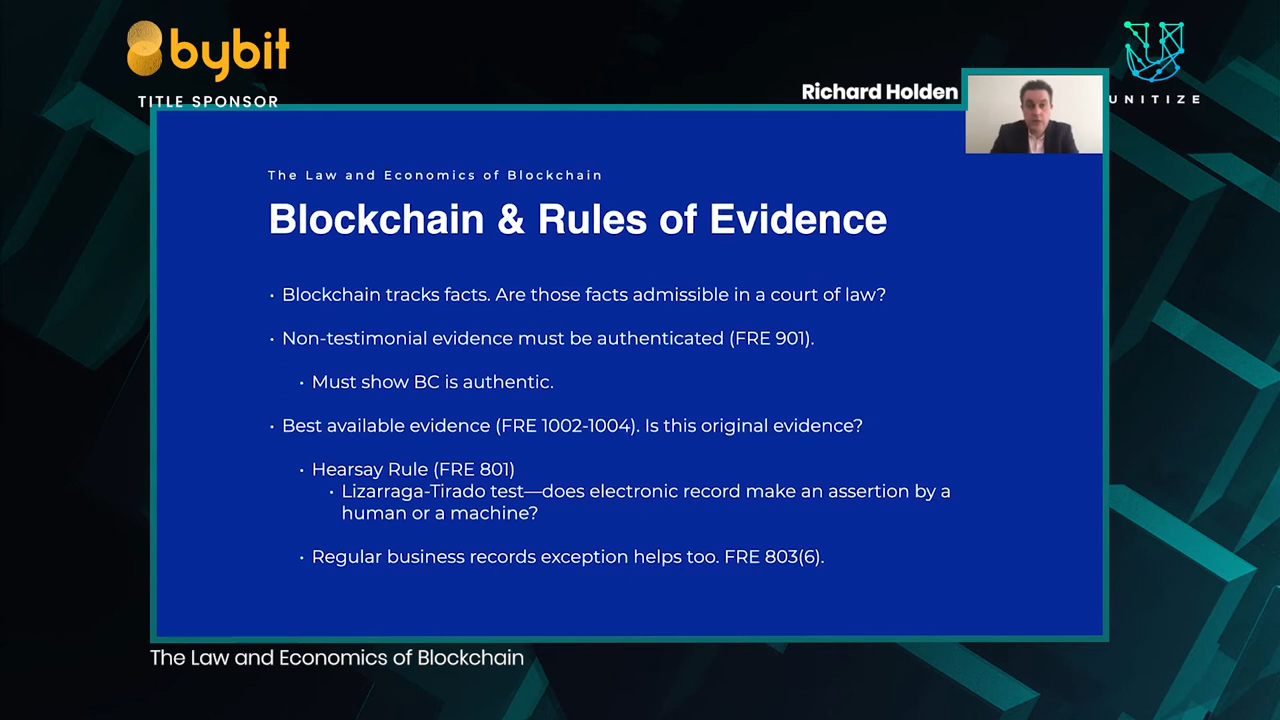 bybit
TITLE SPONSOR
Richard Holden
UNITIZE
The Law and Economics of Blockchain
Blockchain & Rules of Evidence
• Blockchain tracks facts. Are those facts admissible in a court of law?
• Non-testimonial evidence must be authenticated (FRE 901).
• Must show BC is authentic.
• Best available evidence (FRE 1002-1004). Is this original evidence?
• Hearsay Rule (FRE 801)
• Lizarraga-Tirado test—does electronic record make an assertion by a
human or a machine?
• Regular business records exception helps too. FRE 803(6).
The Law and Economics of Blockchain